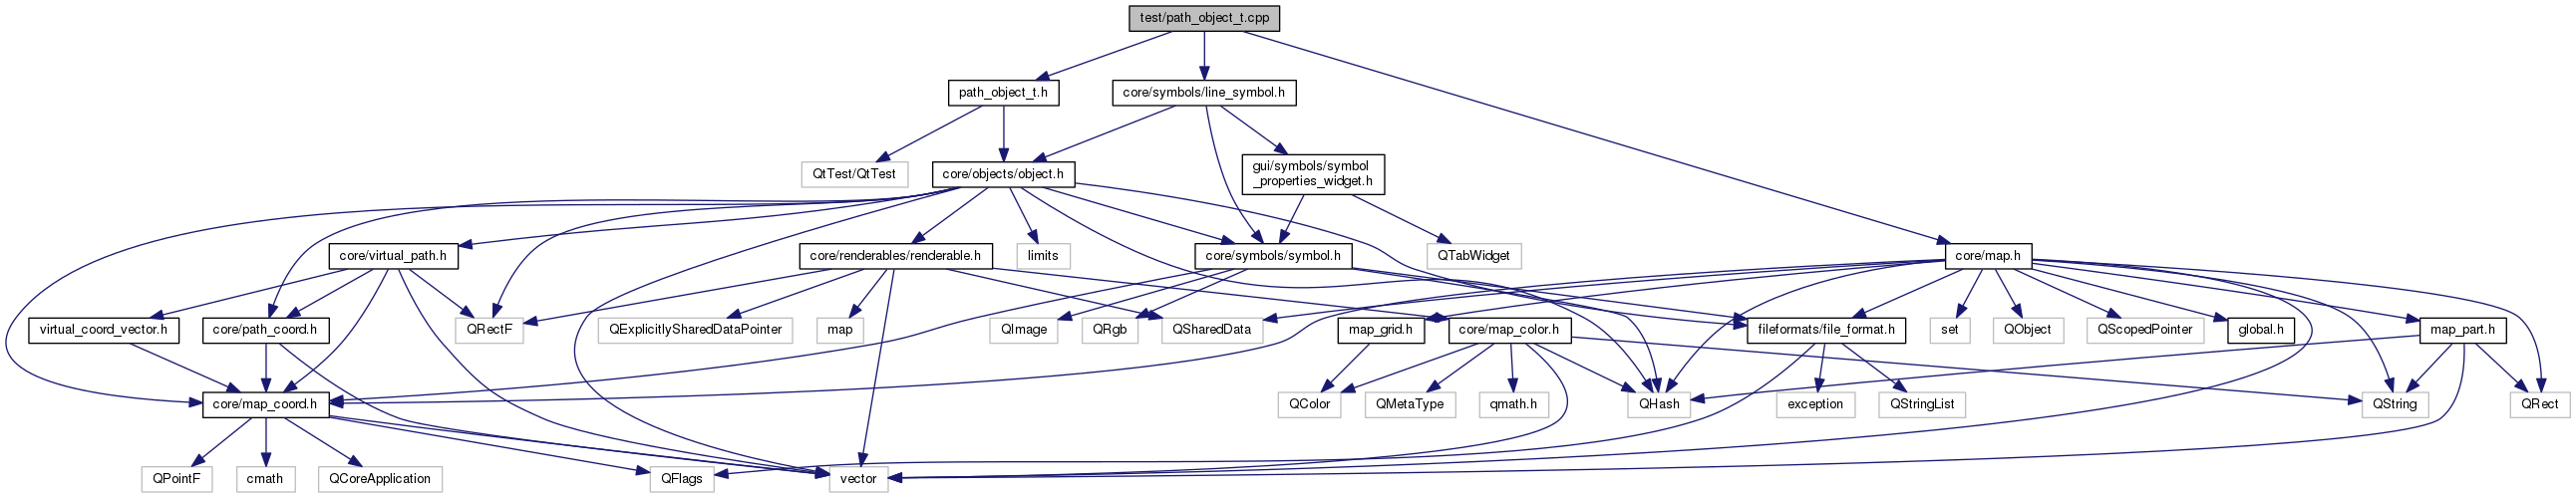 test/path_object_t.cpp
path_object_t.h
core/symbols/line_symbol.h
QtTest/QtTest
core/objects/object.h
gui/symbols/symbol
_properties_widget.h
core/virtual_path.h
core/renderables/renderable.h
limits
core/symbols/symbol.h
QTabWidget
core/map.h
virtual_coord_vector.h
core/path_coord.h
QRectF
QExplicitlySharedDataPointer
map
QImage
QRgb
QSharedData
map_grid.h
core/map_color.h
fileformats/file_format.h
set
QObject
QScopedPointer
global.h
map_part.h
core/map_coord.h
QColor
QMetaType
qmath.h
QHash
exception
QStringList
QString
QRect
QPointF
cmath
QCoreApplication
QFlags
vector